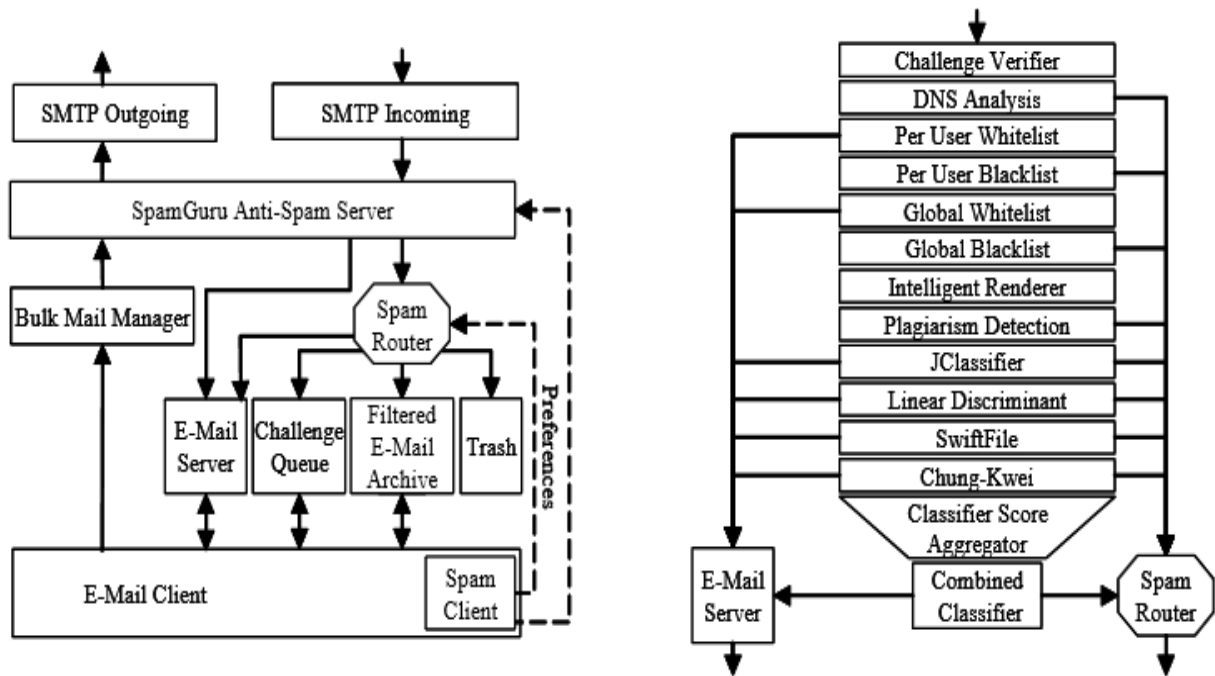 SMTP Outgoing
SMTP Incoming
SpamGuru Anti-Spam Server
Bulk Mail Manager
Spam
Router
Preferences
E-Mail
Server
Challenge
Queue
Filtered
E-Mail
Archive
Trash
E-Mail Client
Spam
Client
Challenge Verifier
DNS Analysis
Per User Whitelist
Per User Blacklist
Global Whitelist
Global Blacklist
Intelligent Renderer
Plagiarism Detection
JClassifier
Linear Discriminant
SwiftFile
Chung-Kwei
Classifier Score
Aggregator
E-Mail
Server
Combined
Classifier
Spam
Router